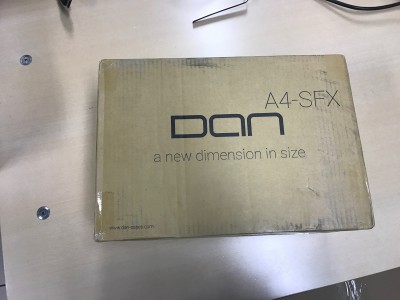 A4-SFX
DAN
a new dimension in size